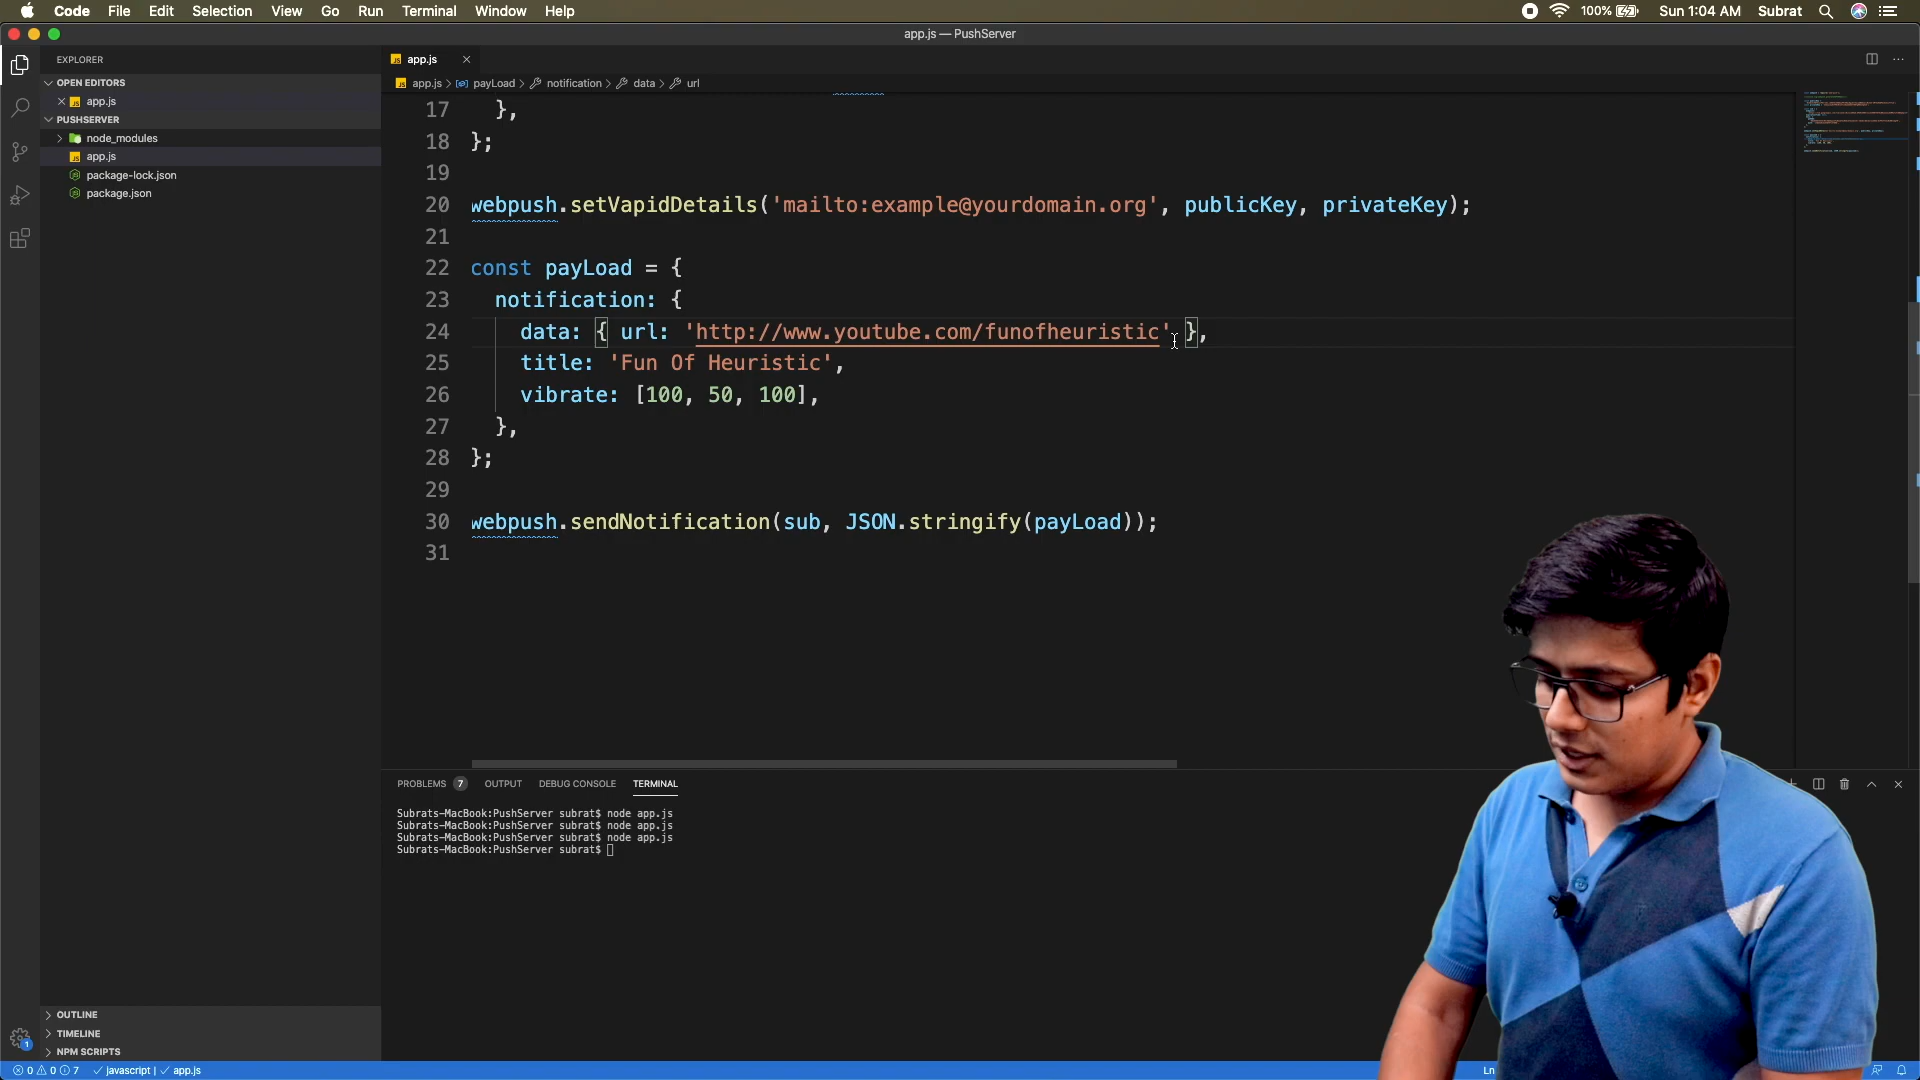 Code File Edit Selection View Go Run Terminal Window Help 100% Sun 1:04 AM Subrat
app.js — PushServer
EXPLORER
app.js
OPEN EDITORS
app.js > payLoad > notification > data > url
app.js
PUSHSERVER
node_modules
app.js
package-lock.json
package.json
17 },
18 };
19
20 webpush.setVapidDetails('mailto:example@yourdomain.org', publicKey, privateKey);
21
22 const payLoad = {
23 notification: {
24 data: { url: 'http://www.youtube.com/funofheuristic' },
25 title: 'Fun Of Heuristic',
26 vibrate: [100, 50, 100],
27 },
28 };
29
30 webpush.sendNotification(sub, JSON.stringify(payLoad));
31
PROBLEMS 7 OUTPUT DEBUG CONSOLE TERMINAL
Subrats-MacBook:PushServer subrat$ node app.js
Subrats-MacBook:PushServer subrat$ node app.js
Subrats-MacBook:PushServer subrat$ node app.js
Subrats-MacBook:PushServer subrat$
OUTLINE
TIMELINE
NPM SCRIPTS
1
0 0 7 javascript | app.js Ln